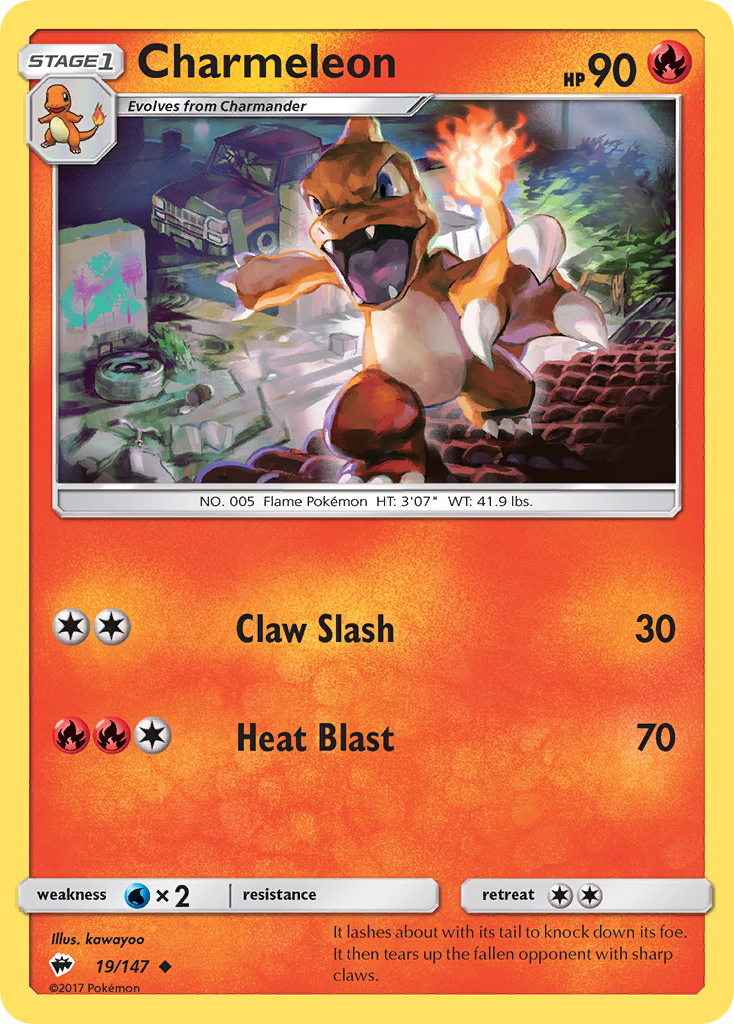 STAGE1
Charmeleon
HP 90
Evolves from Charmander
NO. 005 Flame Pokémon HT: 3'07" WT: 41.9 lbs.
Claw Slash 30
Heat Blast 70
weakness × 2 resistance retreat
Illus. kawayoo
19/147
©2017 Pokémon
It lashes about with its tail to knock down its foe.
It then tears up the fallen opponent with sharp
claws.